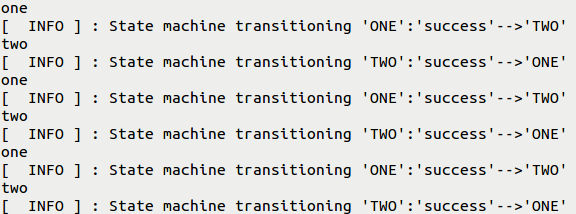 one
[  INFO ] : State machine transitioning 'ONE':'success'-->'TWO'
two
[  INFO ] : State machine transitioning 'TWO':'success'-->'ONE'
one
[  INFO ] : State machine transitioning 'ONE':'success'-->'TWO'
two
[  INFO ] : State machine transitioning 'TWO':'success'-->'ONE'
one
[  INFO ] : State machine transitioning 'ONE':'success'-->'TWO'
two
[  INFO ] : State machine transitioning 'TWO':'success'-->'ONE'